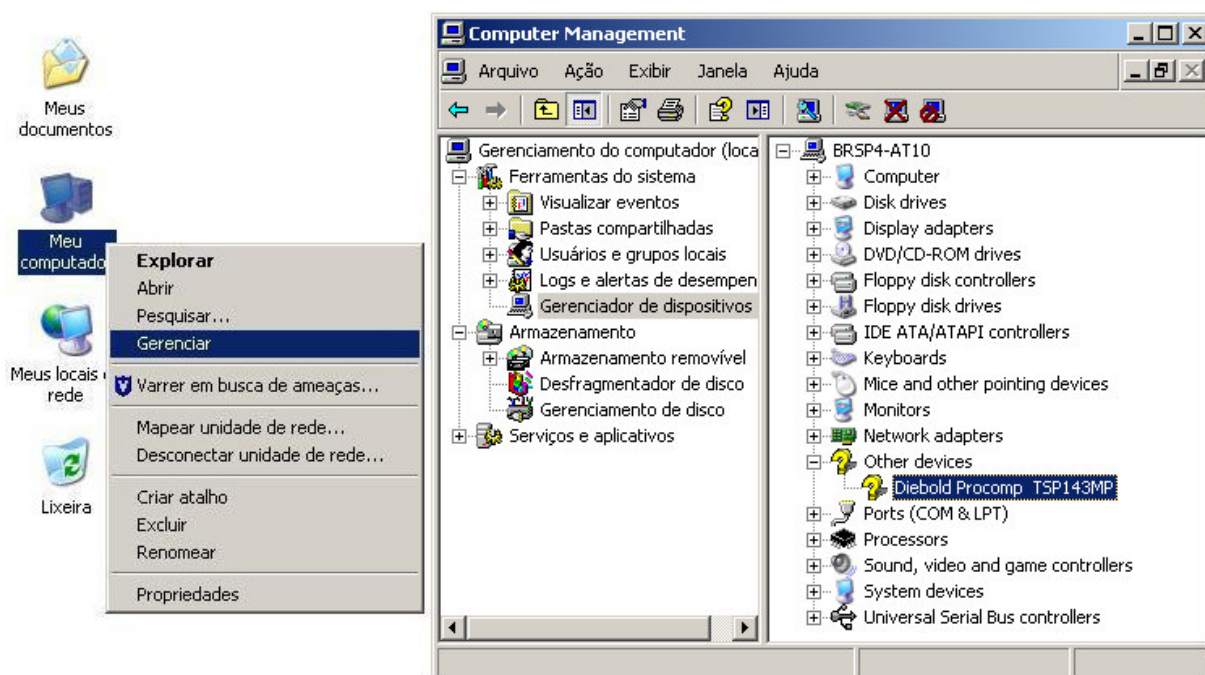 Meus
documentos
Meu
computado
Meus locais
rede
Lixeira
Explorar
Abrir
Pesquisar...
Gerenciar
Varrer em busca de ameaças...
Mapear unidade de rede...
Desconectar unidade de rede...
Criar atalho
Excluir
Renomear
Propriedades
Computer Management
Arquivo Ação Exibir Janela Ajuda
Gerenciamento do computador (loca
Ferramentas do sistema
Visualizar eventos
Pastas compartilhadas
Usuários e grupos locais
Logs e alertas de desempen
Gerenciador de dispositivos
Armazenamento
Armazenamento removível
Desfragmentador de disco
Gerenciamento de disco
Serviços e aplicativos
BRSP4-AT10
Computer
Disk drives
Display adapters
DVD/CD-ROM drives
Floppy disk controllers
Floppy disk drives
IDE ATA/ATAPI controllers
Keyboards
Mice and other pointing devices
Monitors
Network adapters
Other devices
Diebold Procomp TSP143MP
Ports (COM & LPT)
Processors
Sound, video and game controllers
System devices
Universal Serial Bus controllers